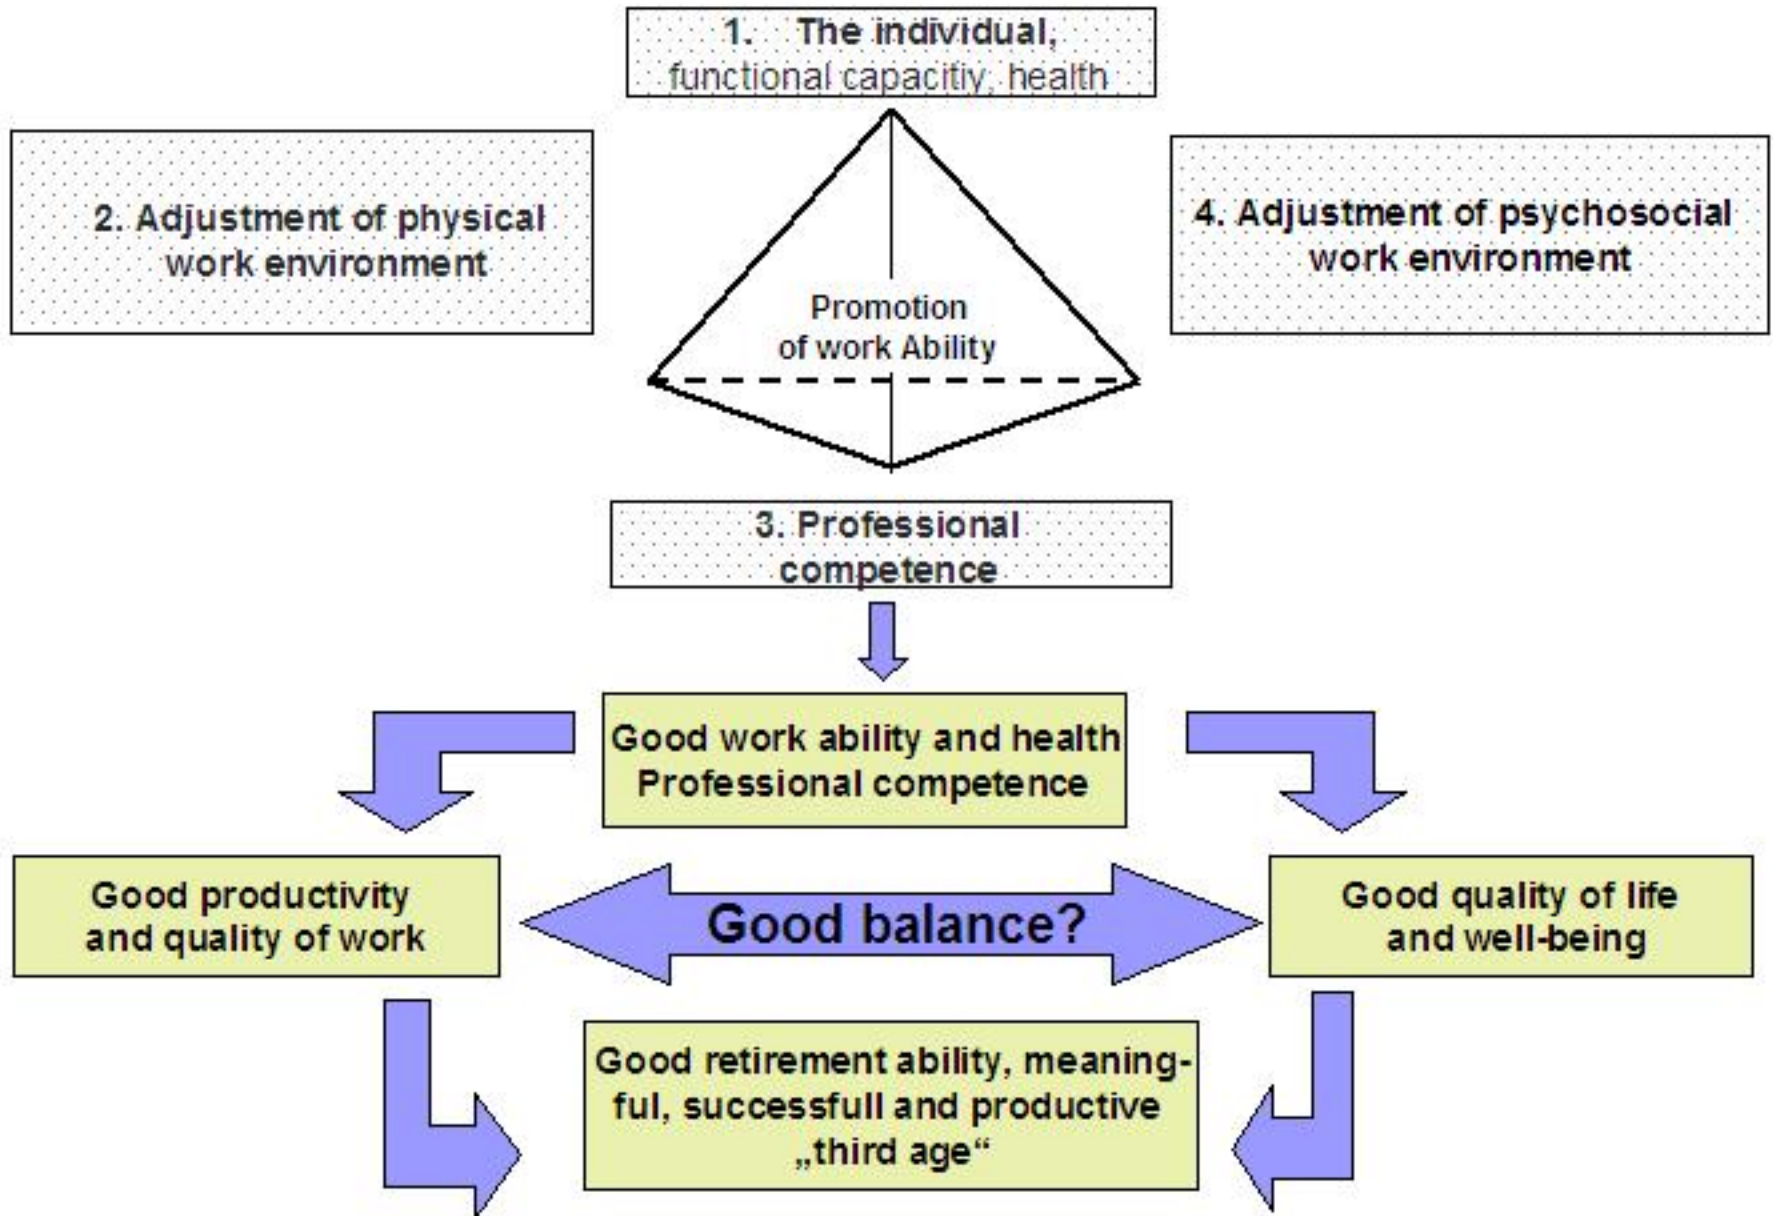 1. The individual,
functional capacitiy, health
2. Adjustment of physical
work environment
4. Adjustment of psychosocial
work environment
Promotion
of work Ability
3. Professional
competence
Good work ability and health
Professional competence
Good productivity
and quality of work
Good balance?
Good quality of life
and well-being
Good retirement ability, meaning-
ful, successfull and productive
„third age“